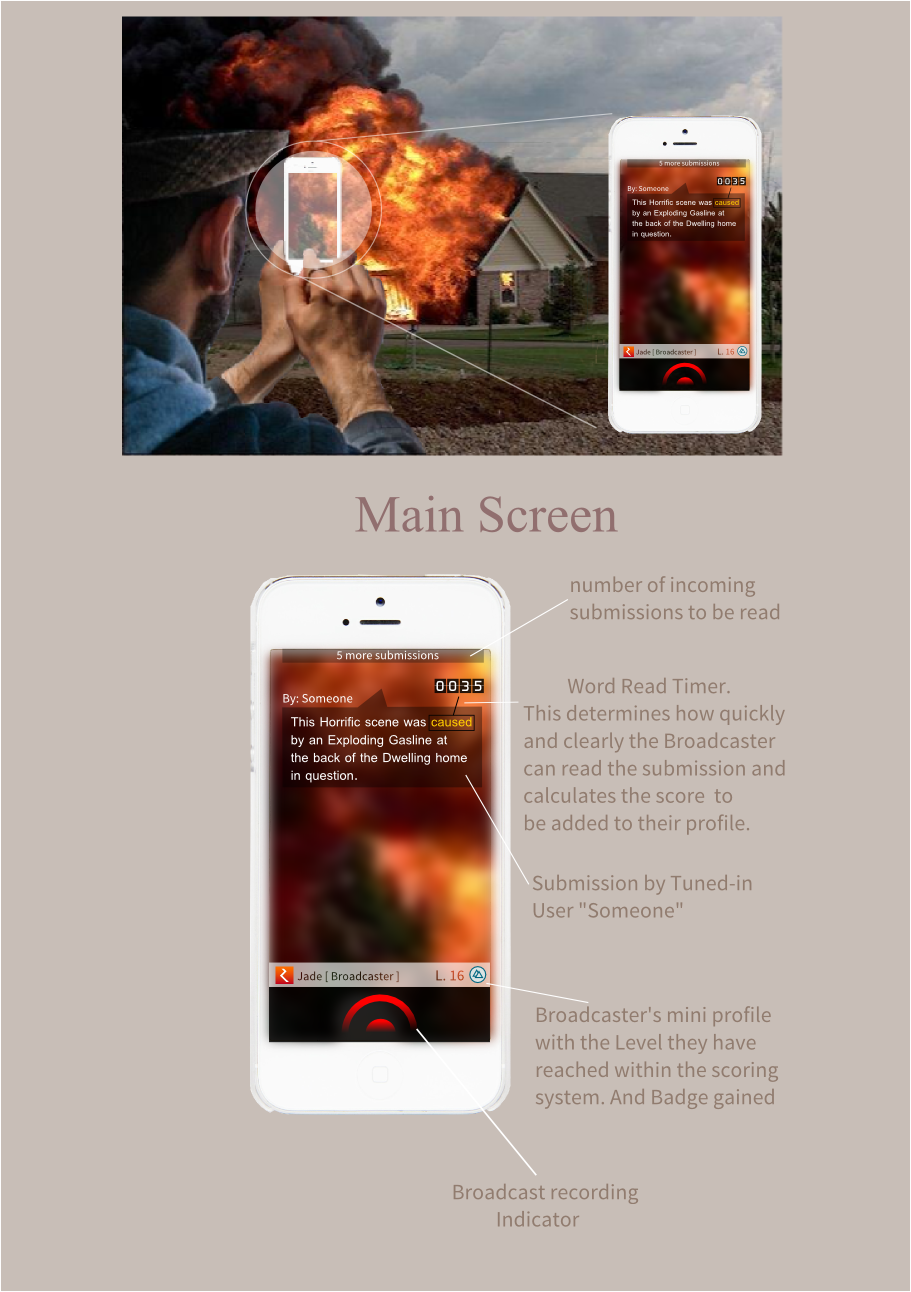 5 more submissions
0035
By: Someone
This Horrific scene was caused
by an Exploding Gasline at
the back of the Dwelling home
in question.
Jade [ Broadcaster ] L. 16
Main Screen
number of incoming
submissions to be read
5 more submissions
0035
By: Someone
This Horrific scene was caused
by an Exploding Gasline at
the back of the Dwelling home
in question.
Word Read Timer.
This determines how quickly
and clearly the Broadcaster
can read the submission and
calculates the score to
be added to their profile.
Submission by Tuned-in
User "Someone"
Jade [ Broadcaster ] L. 16
Broadcaster's mini profile
with the Level they have
reached within the scoring
system. And Badge gained
Broadcast recording
Indicator